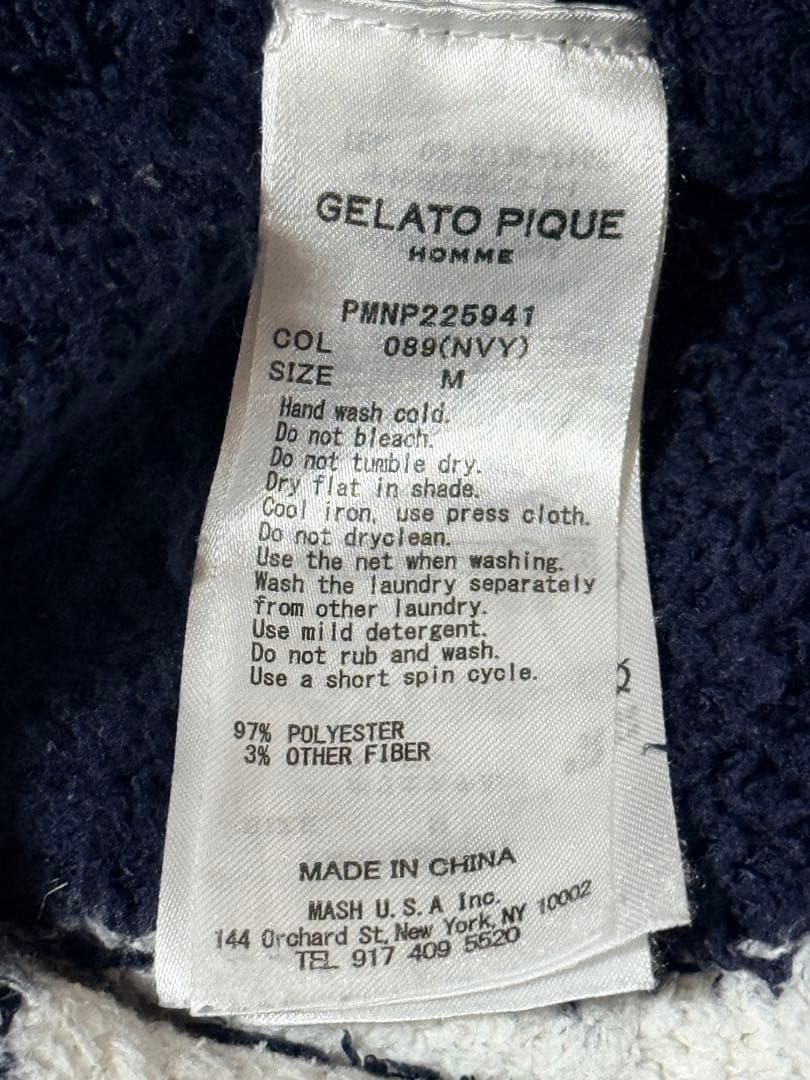 GELATO PIQUE
HOMME
PMNP225941
COL 089(NVY)
SIZE M
Hand wash cold.
Do not bleach.
Do not tumble dry.
Dry flat in shade.
Cool iron, use press cloth.
Do not dryclean.
Use the net when washing.
Wash the laundry separately
from other laundry.
Use mild detergent.
Do not rub and wash.
Use a short spin cycle.
97% POLYESTER
3% OTHER FIBER
MADE IN CHINA
MASH U.S.A Inc.
144 Orchard St, New York, NY 10002
TEL 917 409 5520